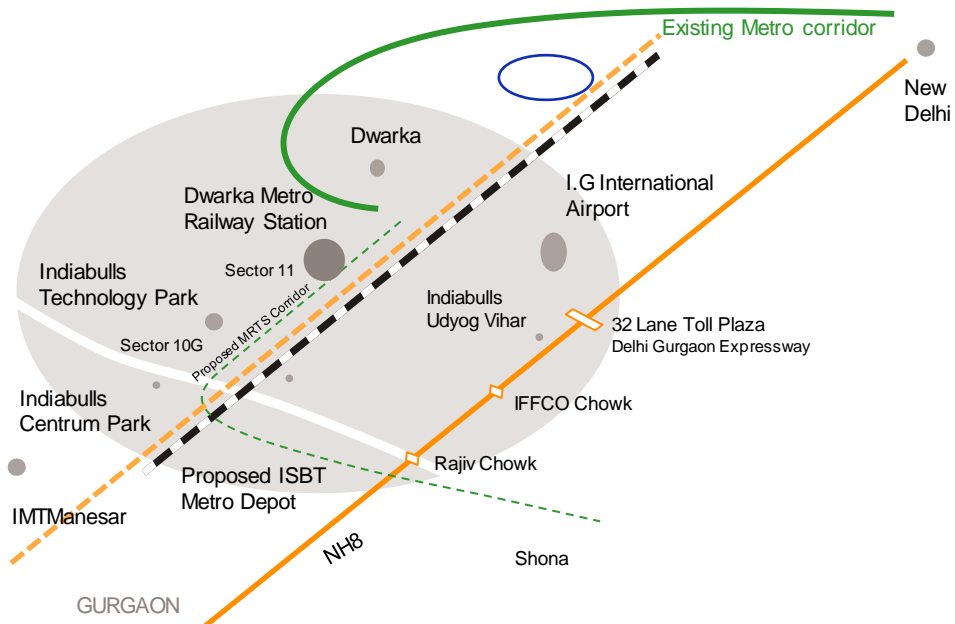 Existing Metro corridor
New
Delhi
Dwarka
I.G International
Airport
Dwarka Metro
Railway Station
Sector 11
Indiabulls
Technology Park
Proposed MRTS Corridor
Indiabulls
Udyog Vihar
32 Lane Toll Plaza
Delhi Gurgaon Expressway
Sector 10G
Indiabulls
Centrum Park
IFFCO Chowk
Rajiv Chowk
Proposed ISBT
Metro Depot
IMTManesar
NH8
Shona
GURGAON